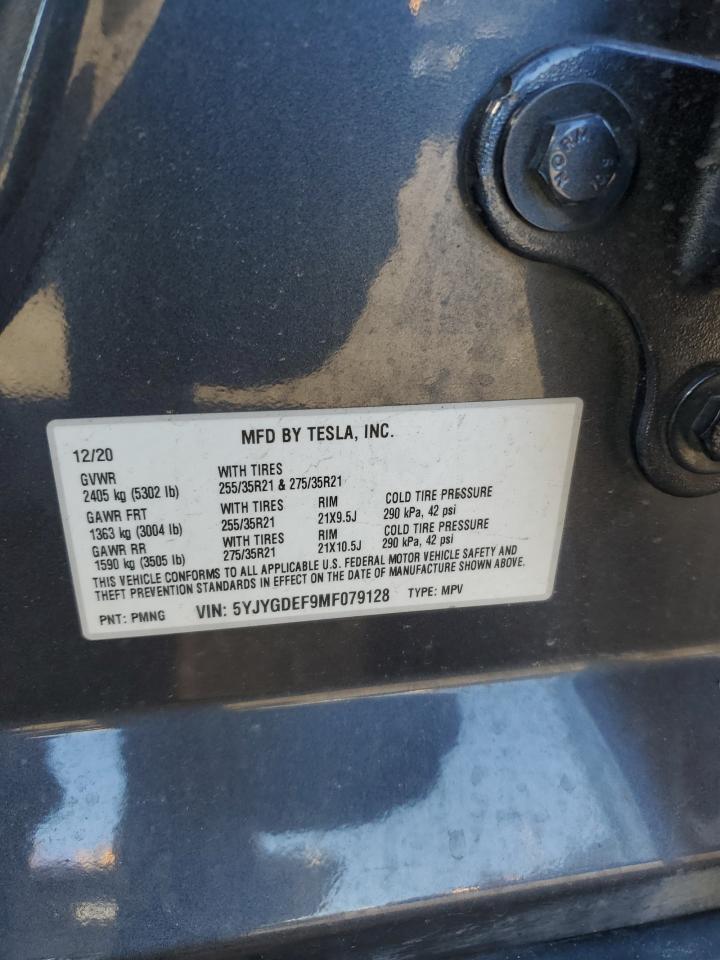 MFD BY TESLA, INC.
12/20
GVWR
2405 kg (5302 lb)
WITH TIRES
255/35R21 & 275/35R21
GAWR FRT
1363 kg (3004 lb)
WITH TIRES
255/35R21
RIM
21X9.5J
COLD TIRE PRESSURE
290 kPa, 42 psi
GAWR RR
1590 kg (3505 lb)
WITH TIRES
275/35R21
RIM
21X10.5J
COLD TIRE PRESSURE
290 kPa, 42 psi
THIS VEHICLE CONFORMS TO ALL APPLICABLE U.S. FEDERAL MOTOR VEHICLE SAFETY AND
THEFT PREVENTION STANDARDS IN EFFECT ON THE DATE OF MANUFACTURE SHOWN ABOVE.
PNT: PMNG VIN: 5YJYGDEF9MF079128 TYPE: MPV
NORM